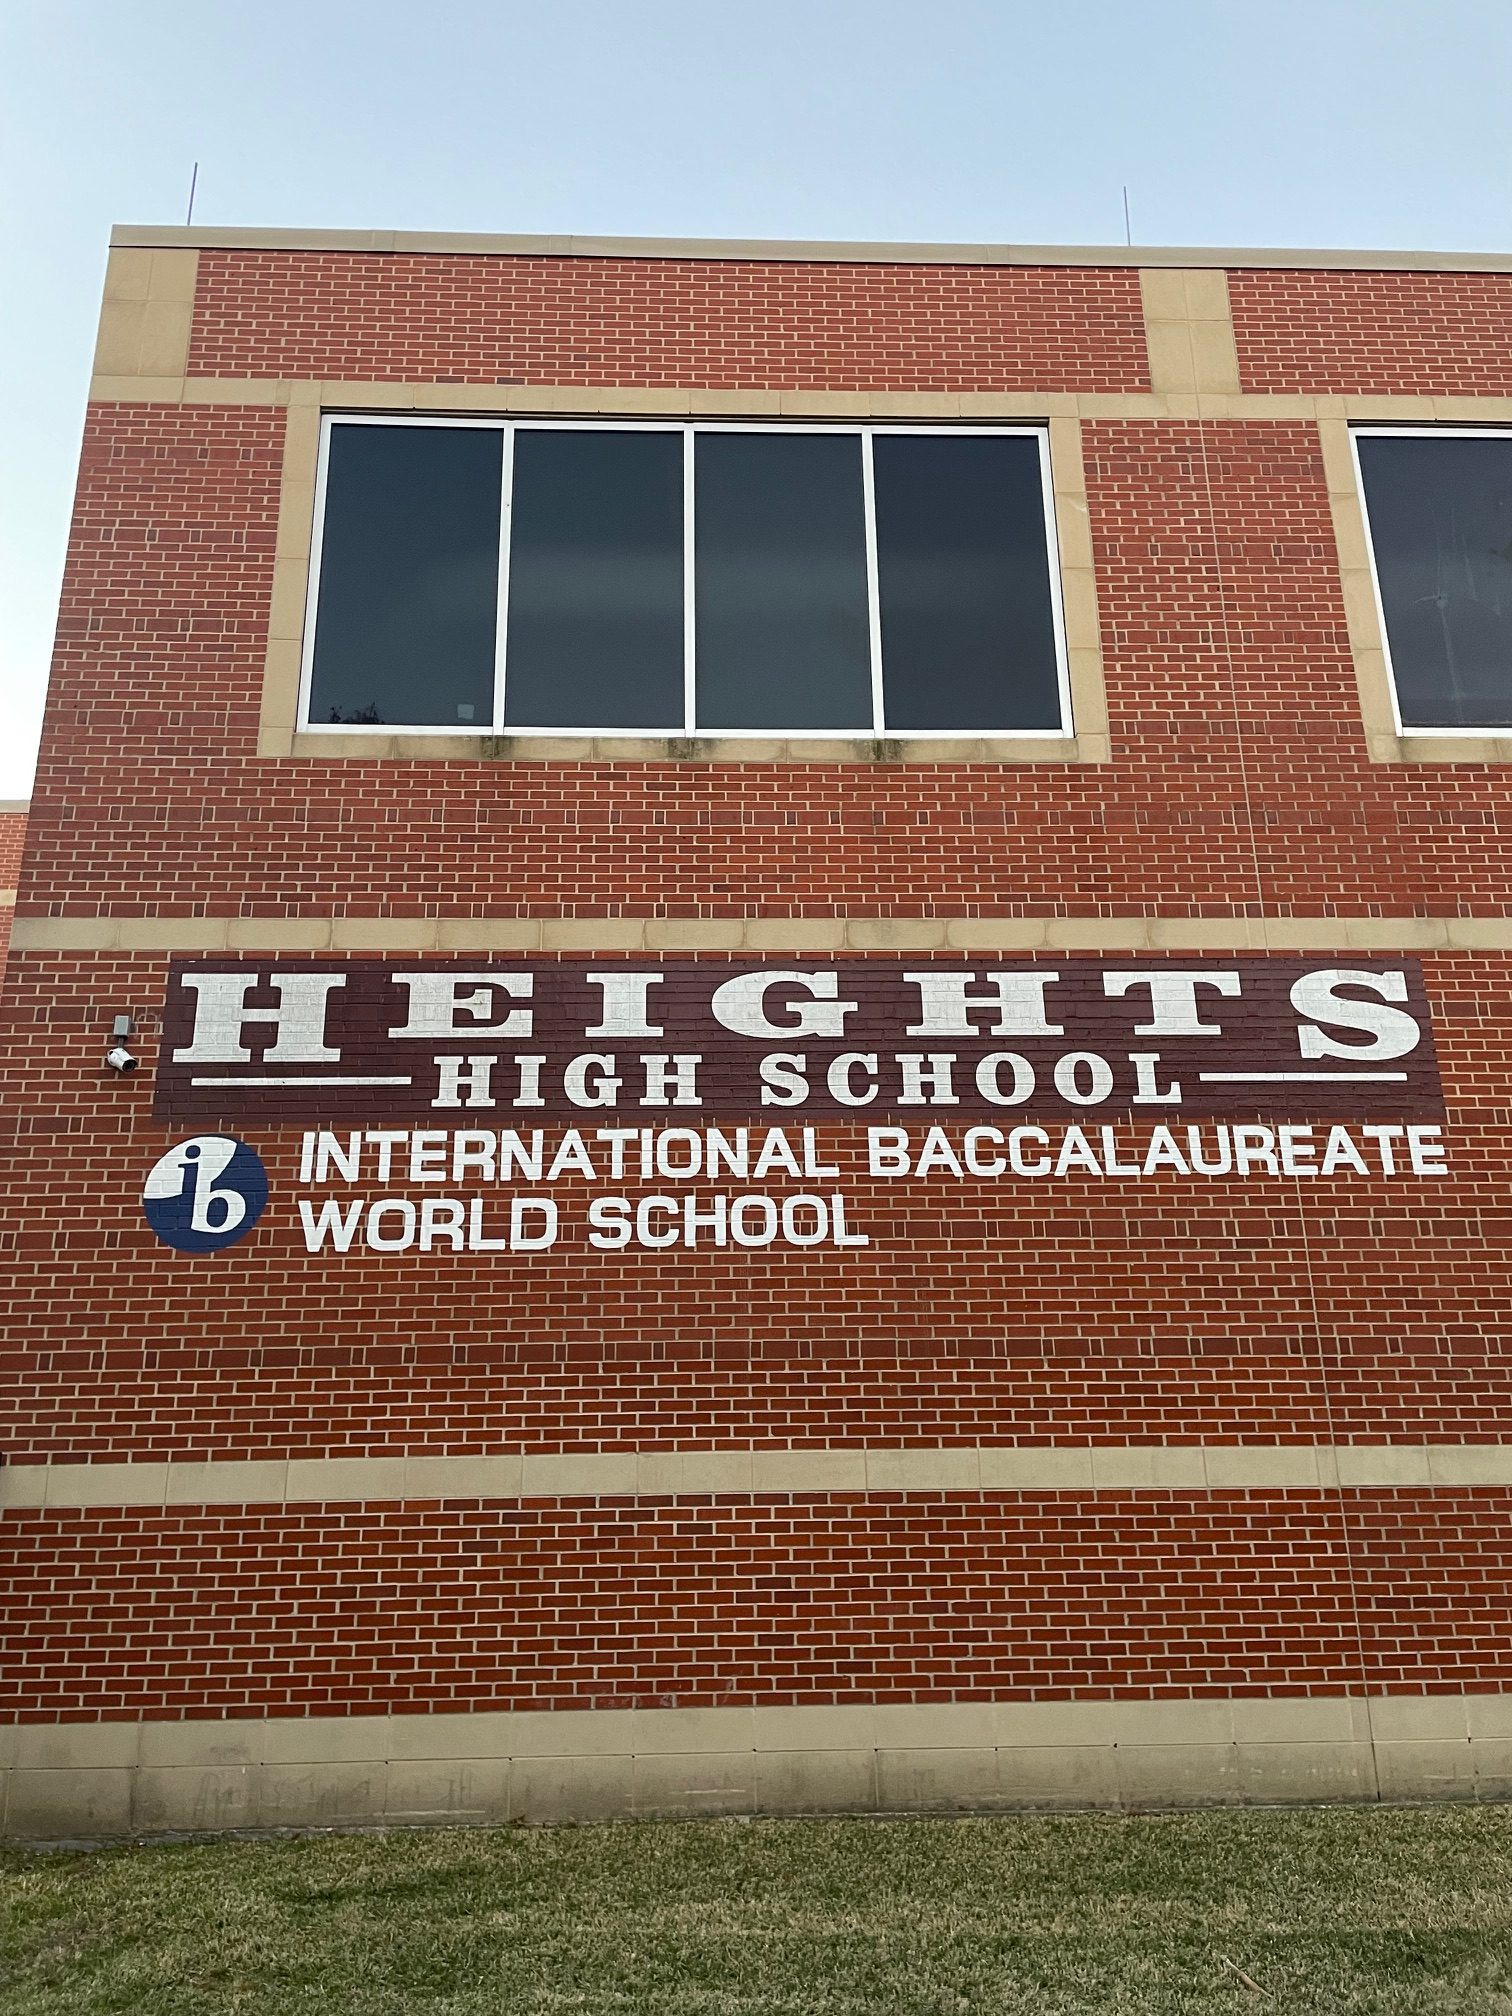 HEIGHTS
HIGH SCHOOL
ib
INTERNATIONAL BACCALAUREATE
WORLD SCHOOL